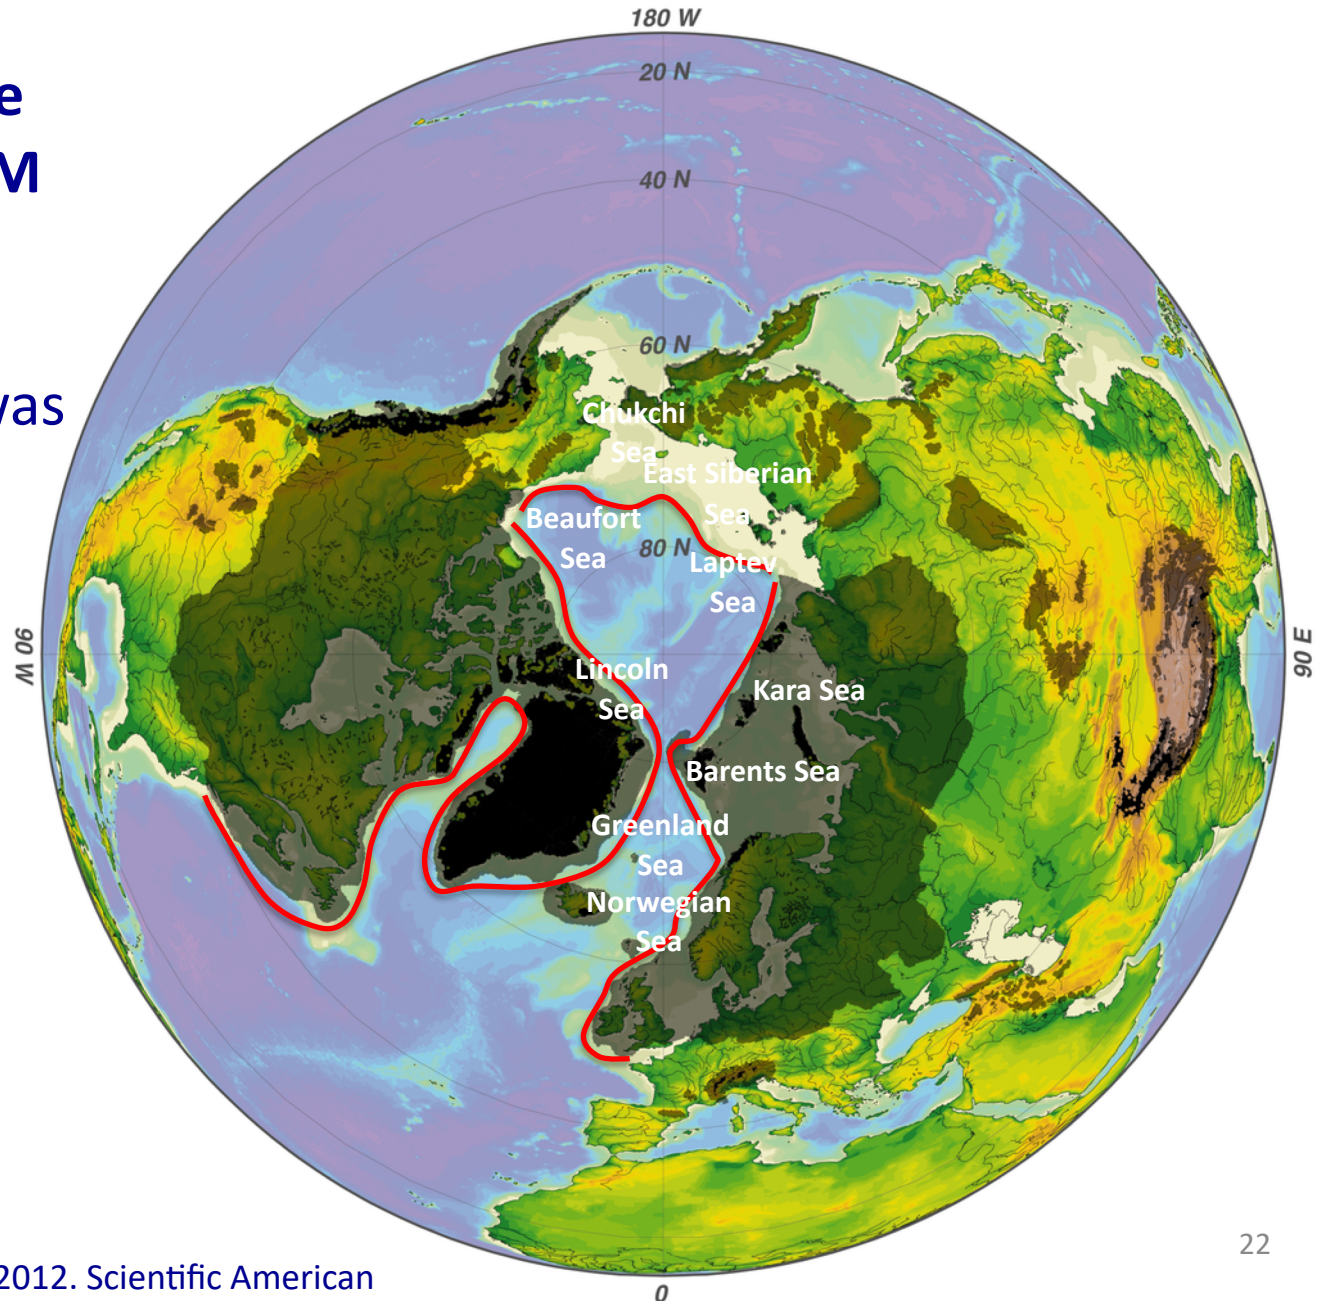 180 W
20 N
e
M
40 N
60 N
was
Chukchi
Sea
East Siberian
Sea
Beaufort
Sea
80 N
Laptev
Sea
90 W
90 E
Lincoln
Sea
Kara Sea
Barents Sea
Greenland
Sea
Norwegian
Sea
22
2012. Scientific American
0